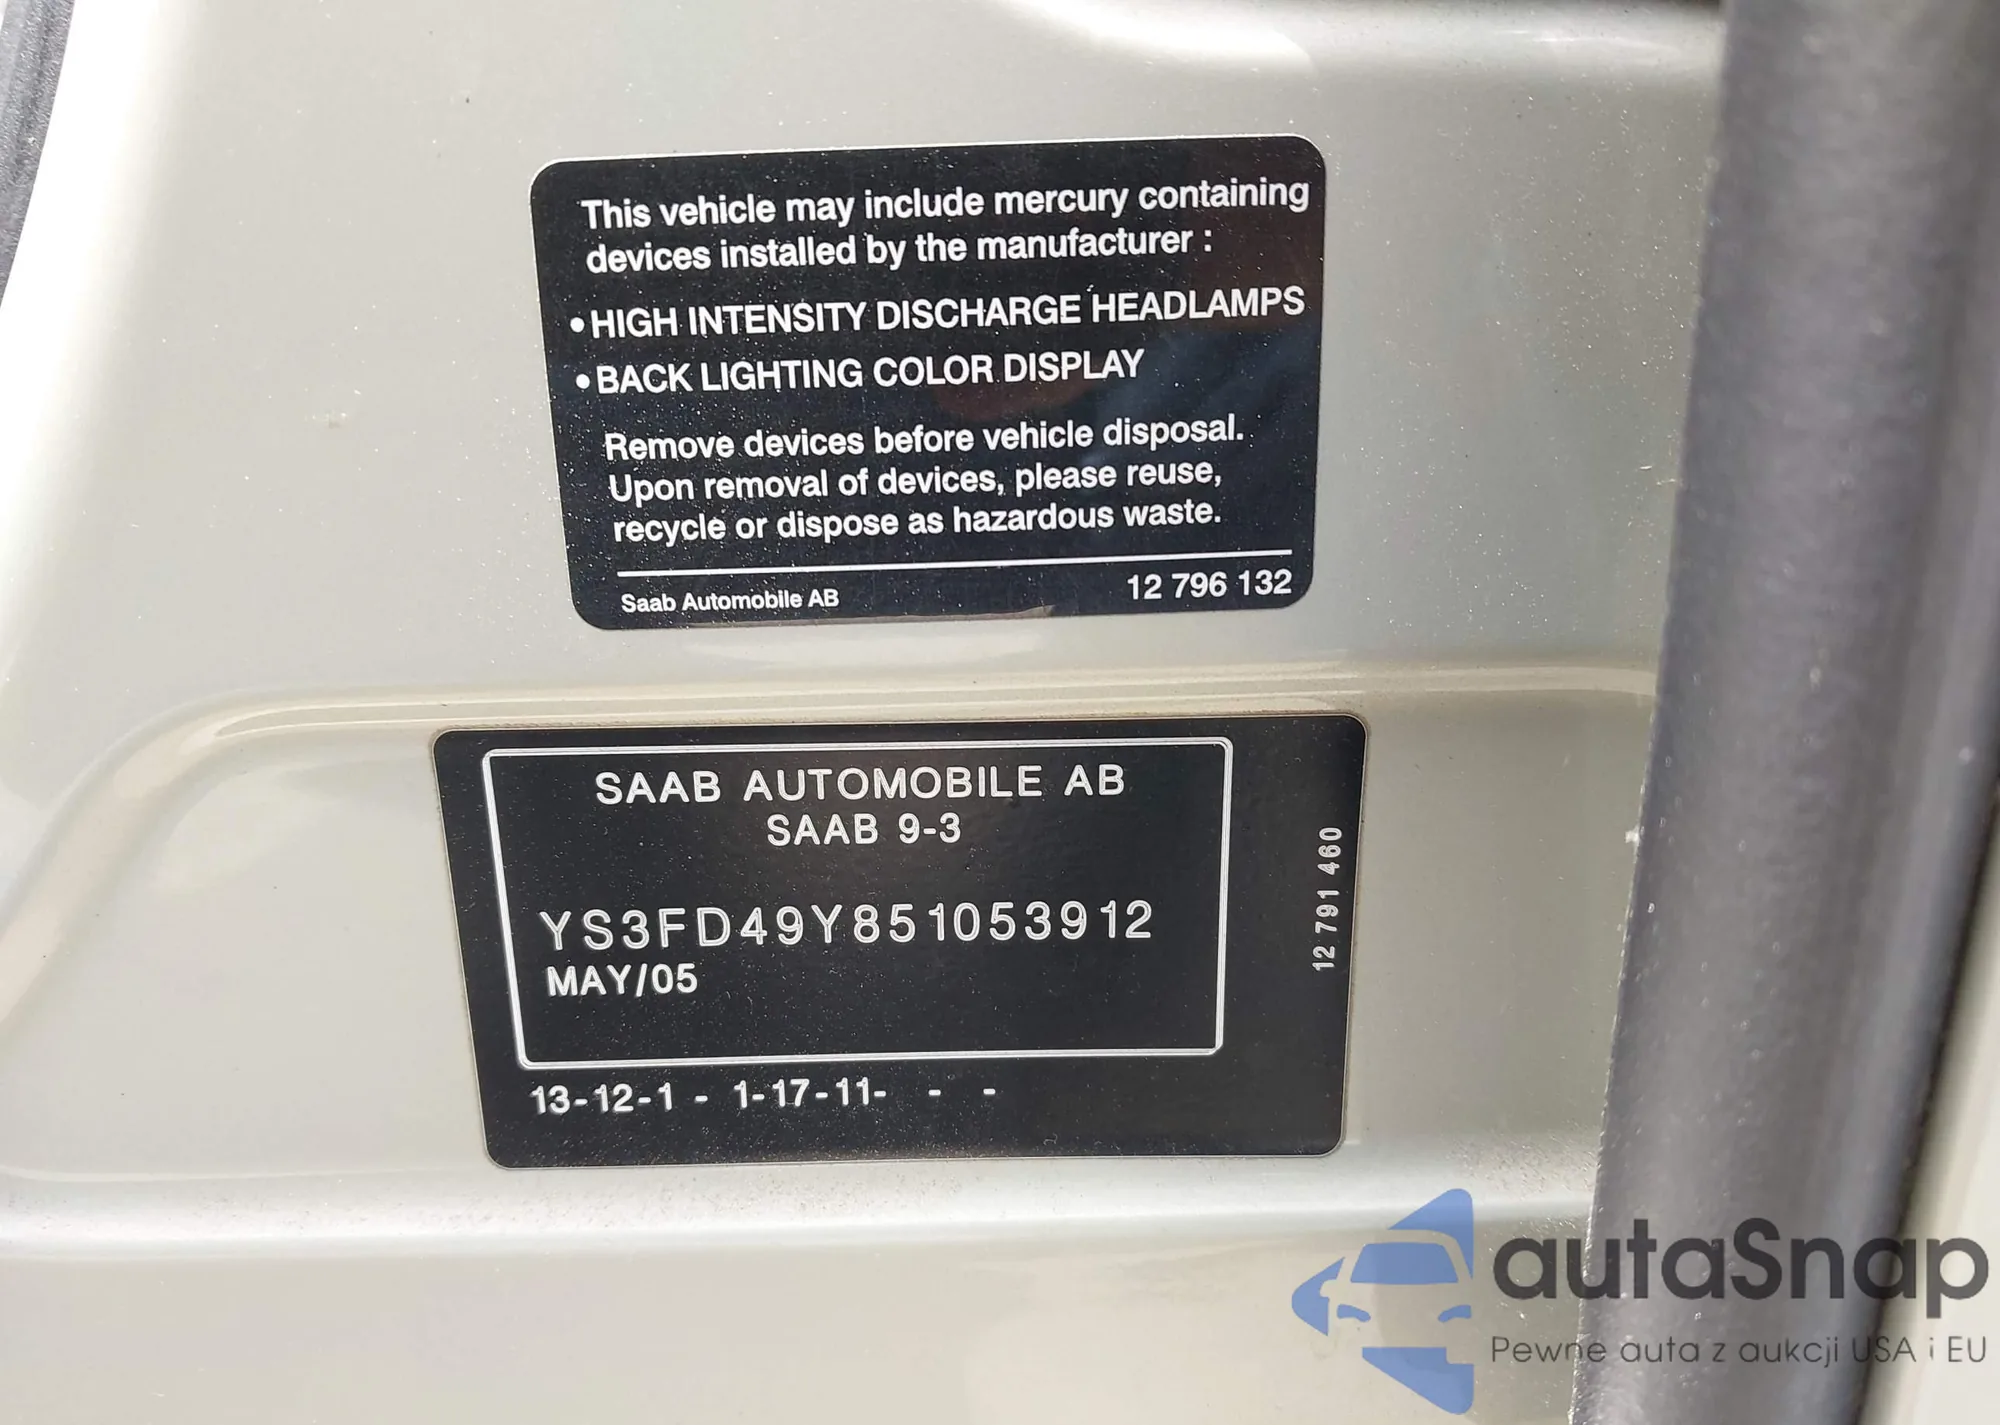 This vehicle may include mercury containing
devices installed by the manufacturer :
• HIGH INTENSITY DISCHARGE HEADLAMPS
• BACK LIGHTING COLOR DISPLAY
Remove devices before vehicle disposal.
Upon removal of devices, please reuse,
recycle or dispose as hazardous waste.
Saab Automobile AB 12 796 132
SAAB AUTOMOBILE AB
SAAB 9-3
YS3FD49Y851053912
MAY/05
13-12-1 - 1-17-11- - -
12 791 460
autaSnap
Pewne auta z aukcji USA i EU